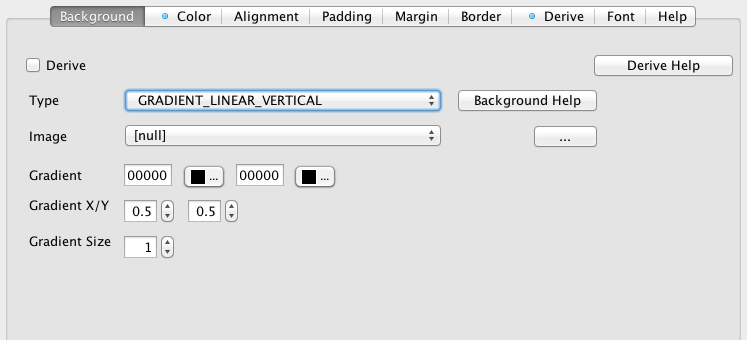 Background Color Alignment Padding Margin Border Derive Font Help
Derive Derive Help
Type GRADIENT_LINEAR_VERTICAL Background Help
Image [null] ...
Gradient 00000 ... 00000 ...
Gradient X/Y 0.5 0.5
Gradient Size 1